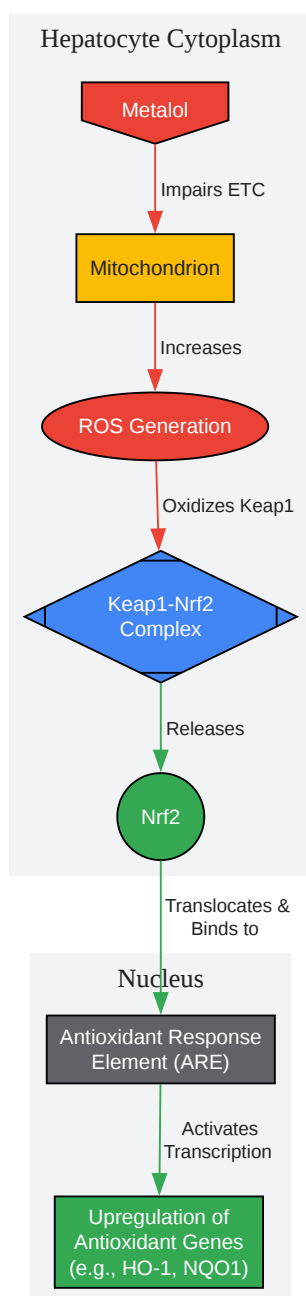 Hepatocyte Cytoplasm
Metalol
Impairs ETC
Mitochondrion
Increases
ROS Generation
Oxidizes Keap1
Keap1-Nrf2
Complex
Releases
Nrf2
Translocates &
Binds to
Nucleus
Antioxidant Response
Element (ARE)
Activates
Transcription
Upregulation of
Antioxidant Genes
(e.g., HO-1, NQO1)